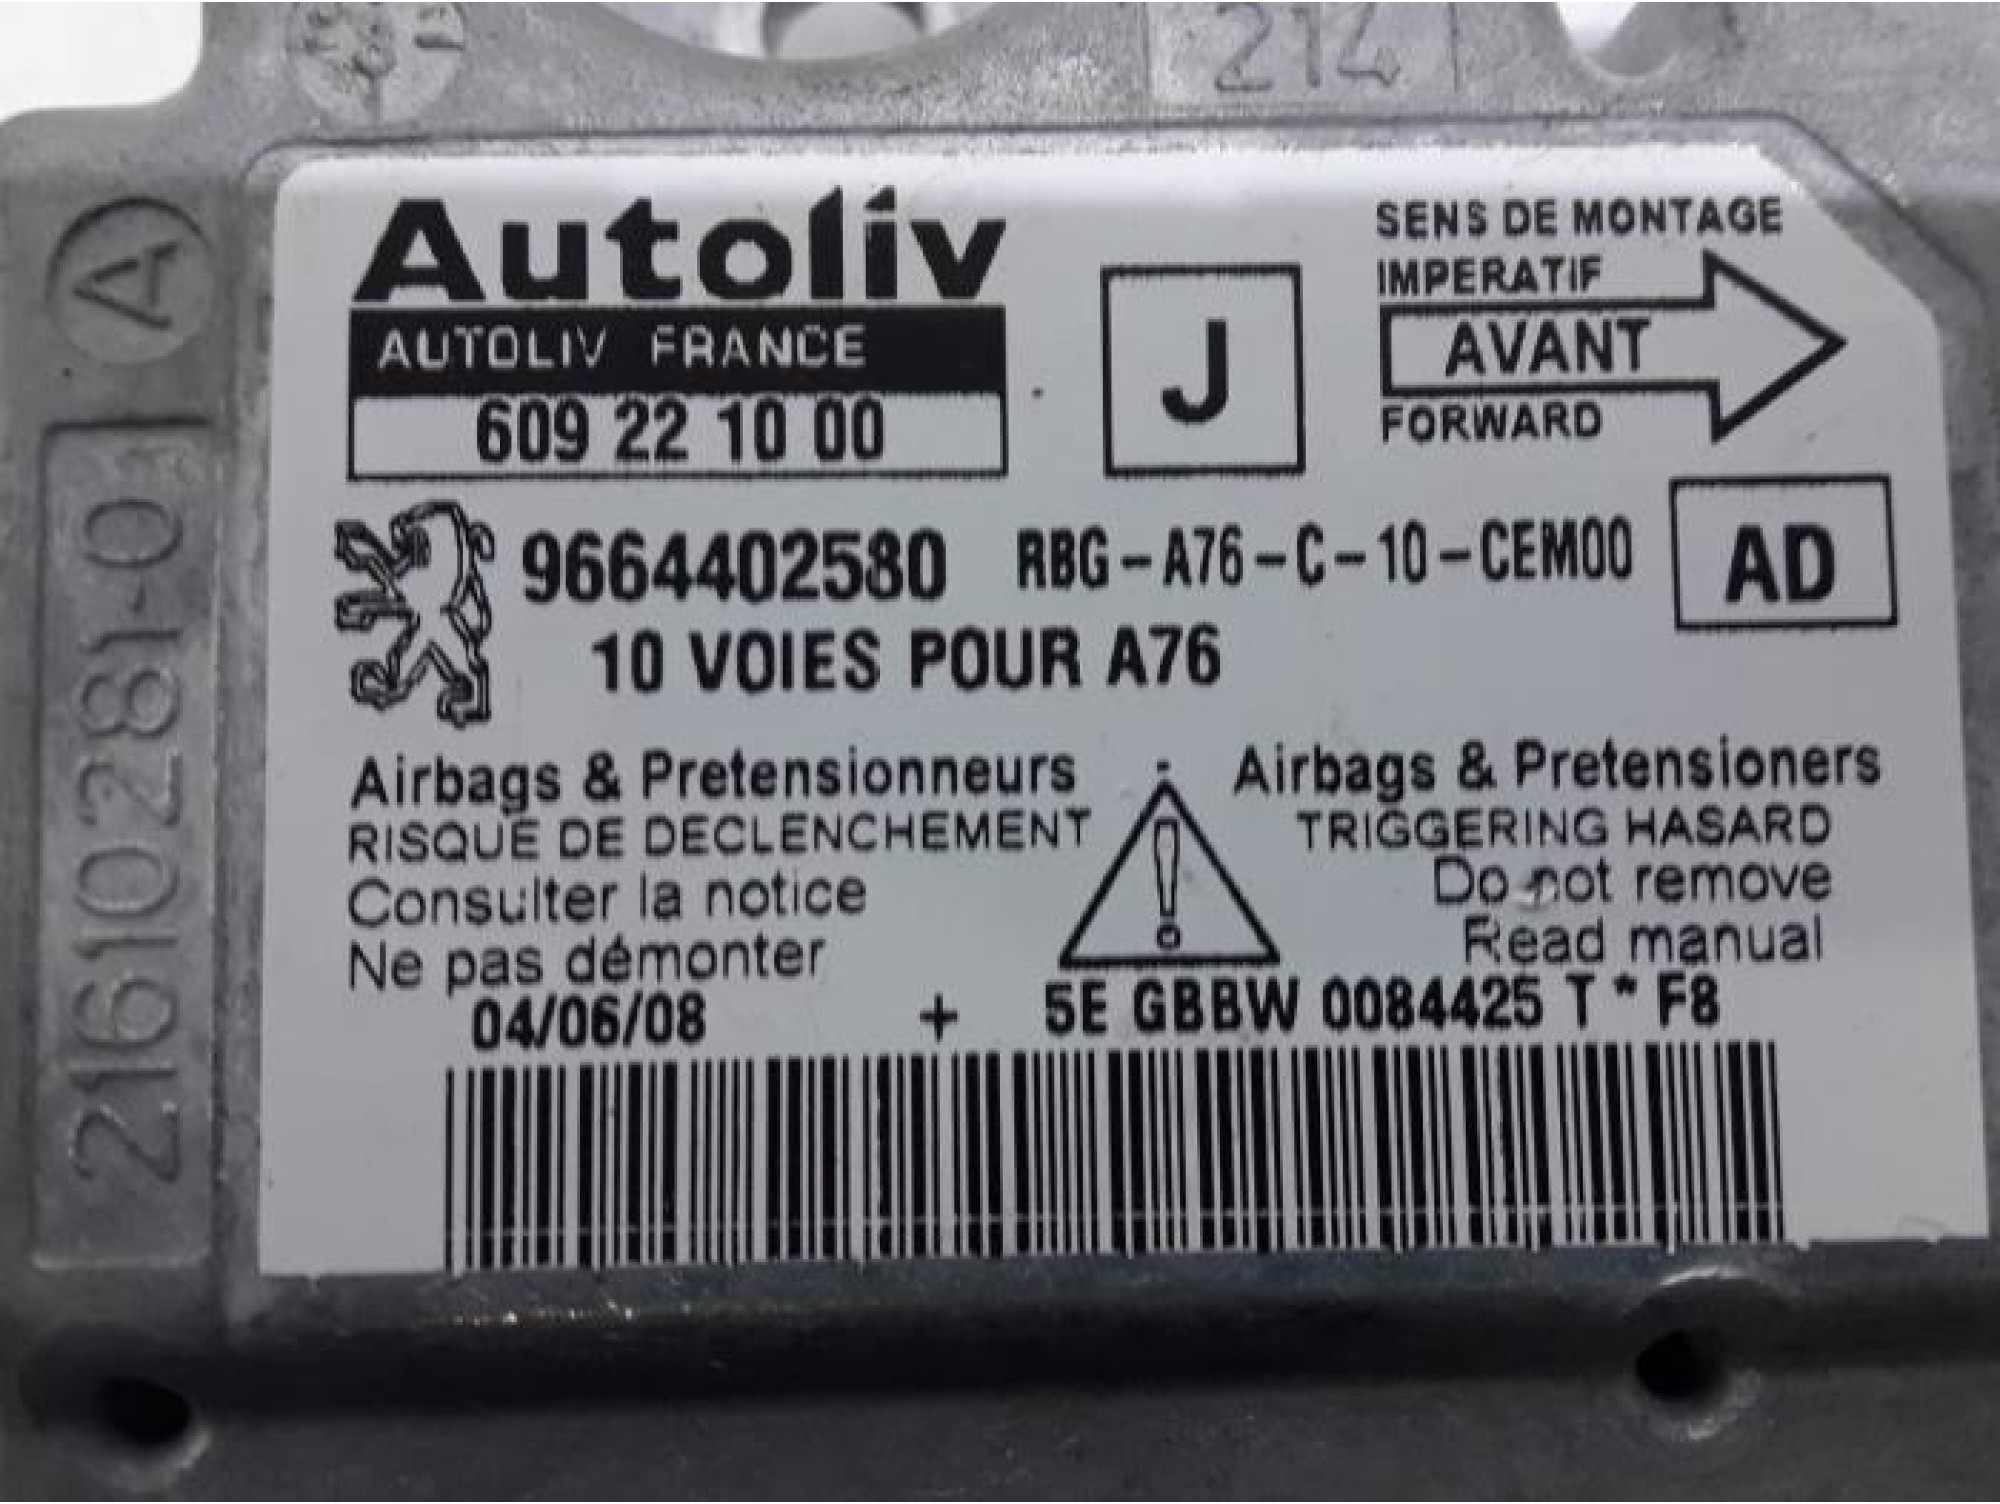 214
A
21610281-0
Autoliv
AUTOLIV FRANCE
609 22 10 00
J
SENS DE MONTAGE
IMPERATIF
AVANT
FORWARD
9664402580 RBG-A76-C-10-CEM00
AD
10 VOIES POUR A76
Airbags & Pretensionneurs
RISQUE DE DECLENCHEMENT
Consulter la notice
Ne pas démonter
!
Airbags & Pretensioners
TRIGGERING HASARD
Do not remove
Read manual
04/06/08 + 5E GBBW 0084425 T * F8